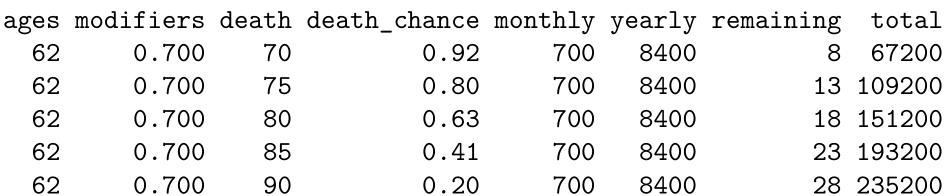 ages modifiers death death_chance monthly yearly remaining total
62 0.700 70 0.92 700 8400 8 67200
62 0.700 75 0.80 700 8400 13 109200
62 0.700 80 0.63 700 8400 18 151200
62 0.700 85 0.41 700 8400 23 193200
62 0.700 90 0.20 700 8400 28 235200